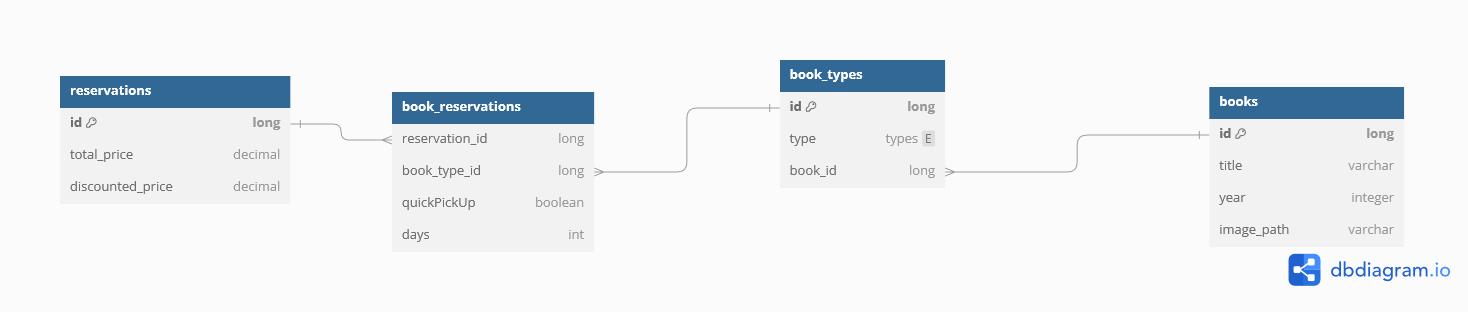 reservations
id long
total_price decimal
discounted_price decimal
book_reservations
reservation_id long
book_type_id long
quickPickUp boolean
days int
book_types
id long
type types E
book_id long
books
id long
title varchar
year integer
image_path varchar
dbdiagram.io